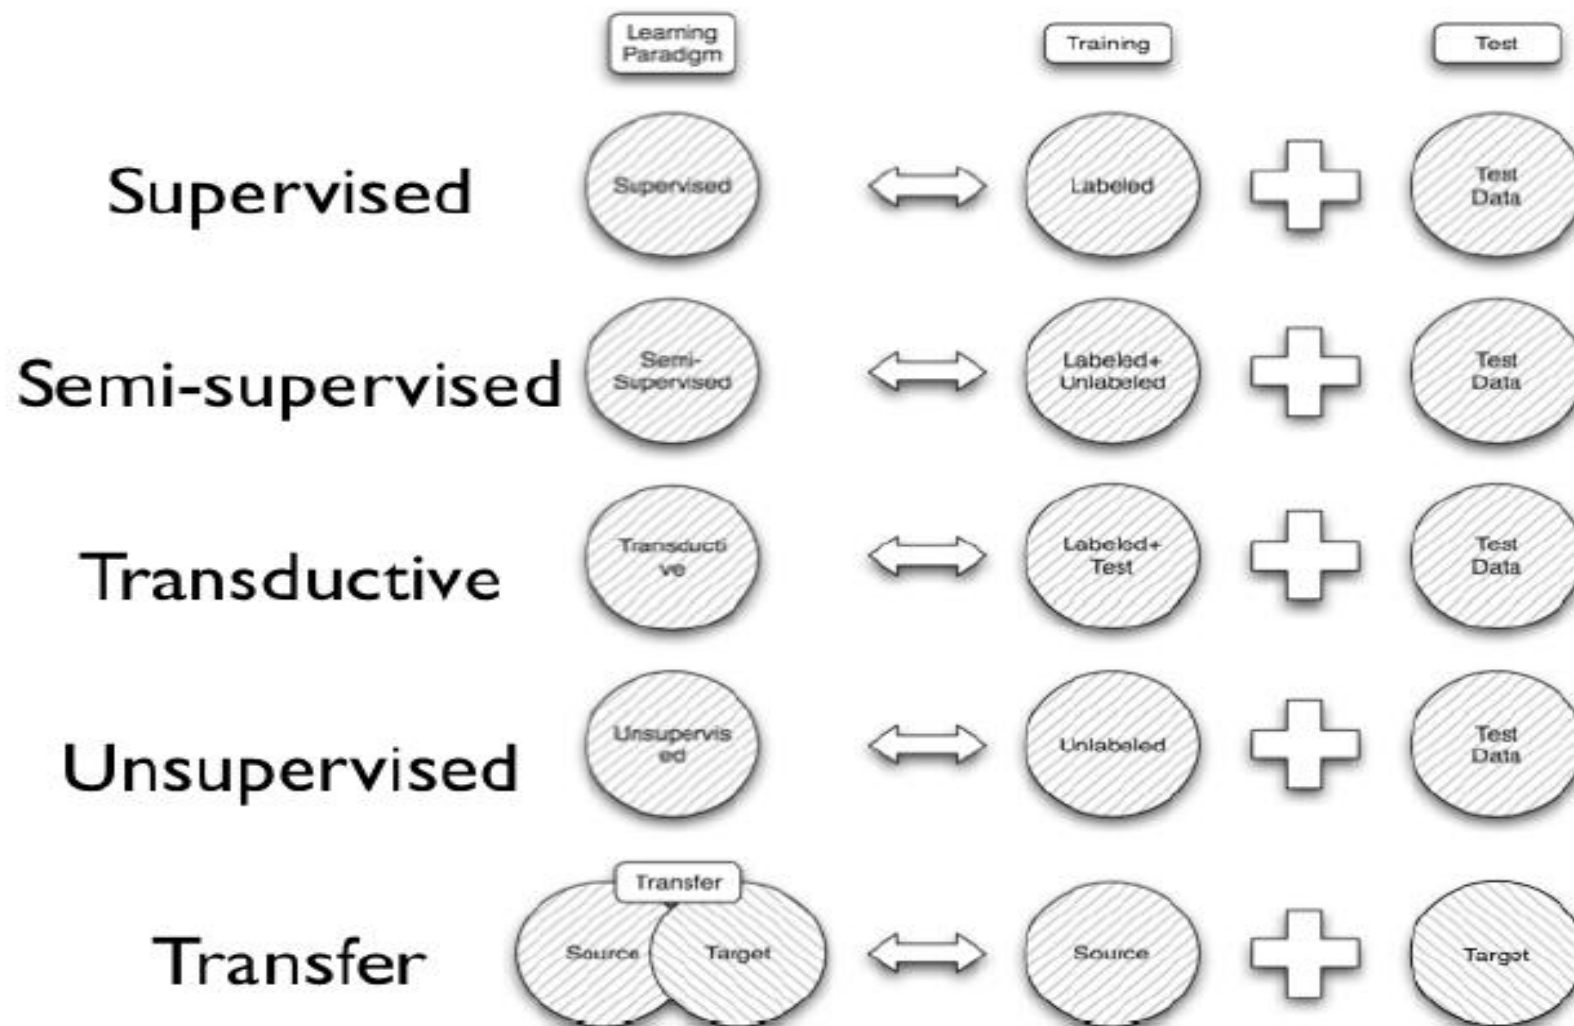 Learning
Paradigm
Training
Test
Supervised
Supervised
Labeled
Test
Data
Semi-supervised
Semi-
Supervised
Labeled+
Unlabeled
Test
Data
Transductive
Transducti
ve
Labeled+
Test
Test
Data
Unsupervised
Unsupervis
ed
Unlabeled
Test
Data
Transfer
Transfer
Source
Target
Source
Target